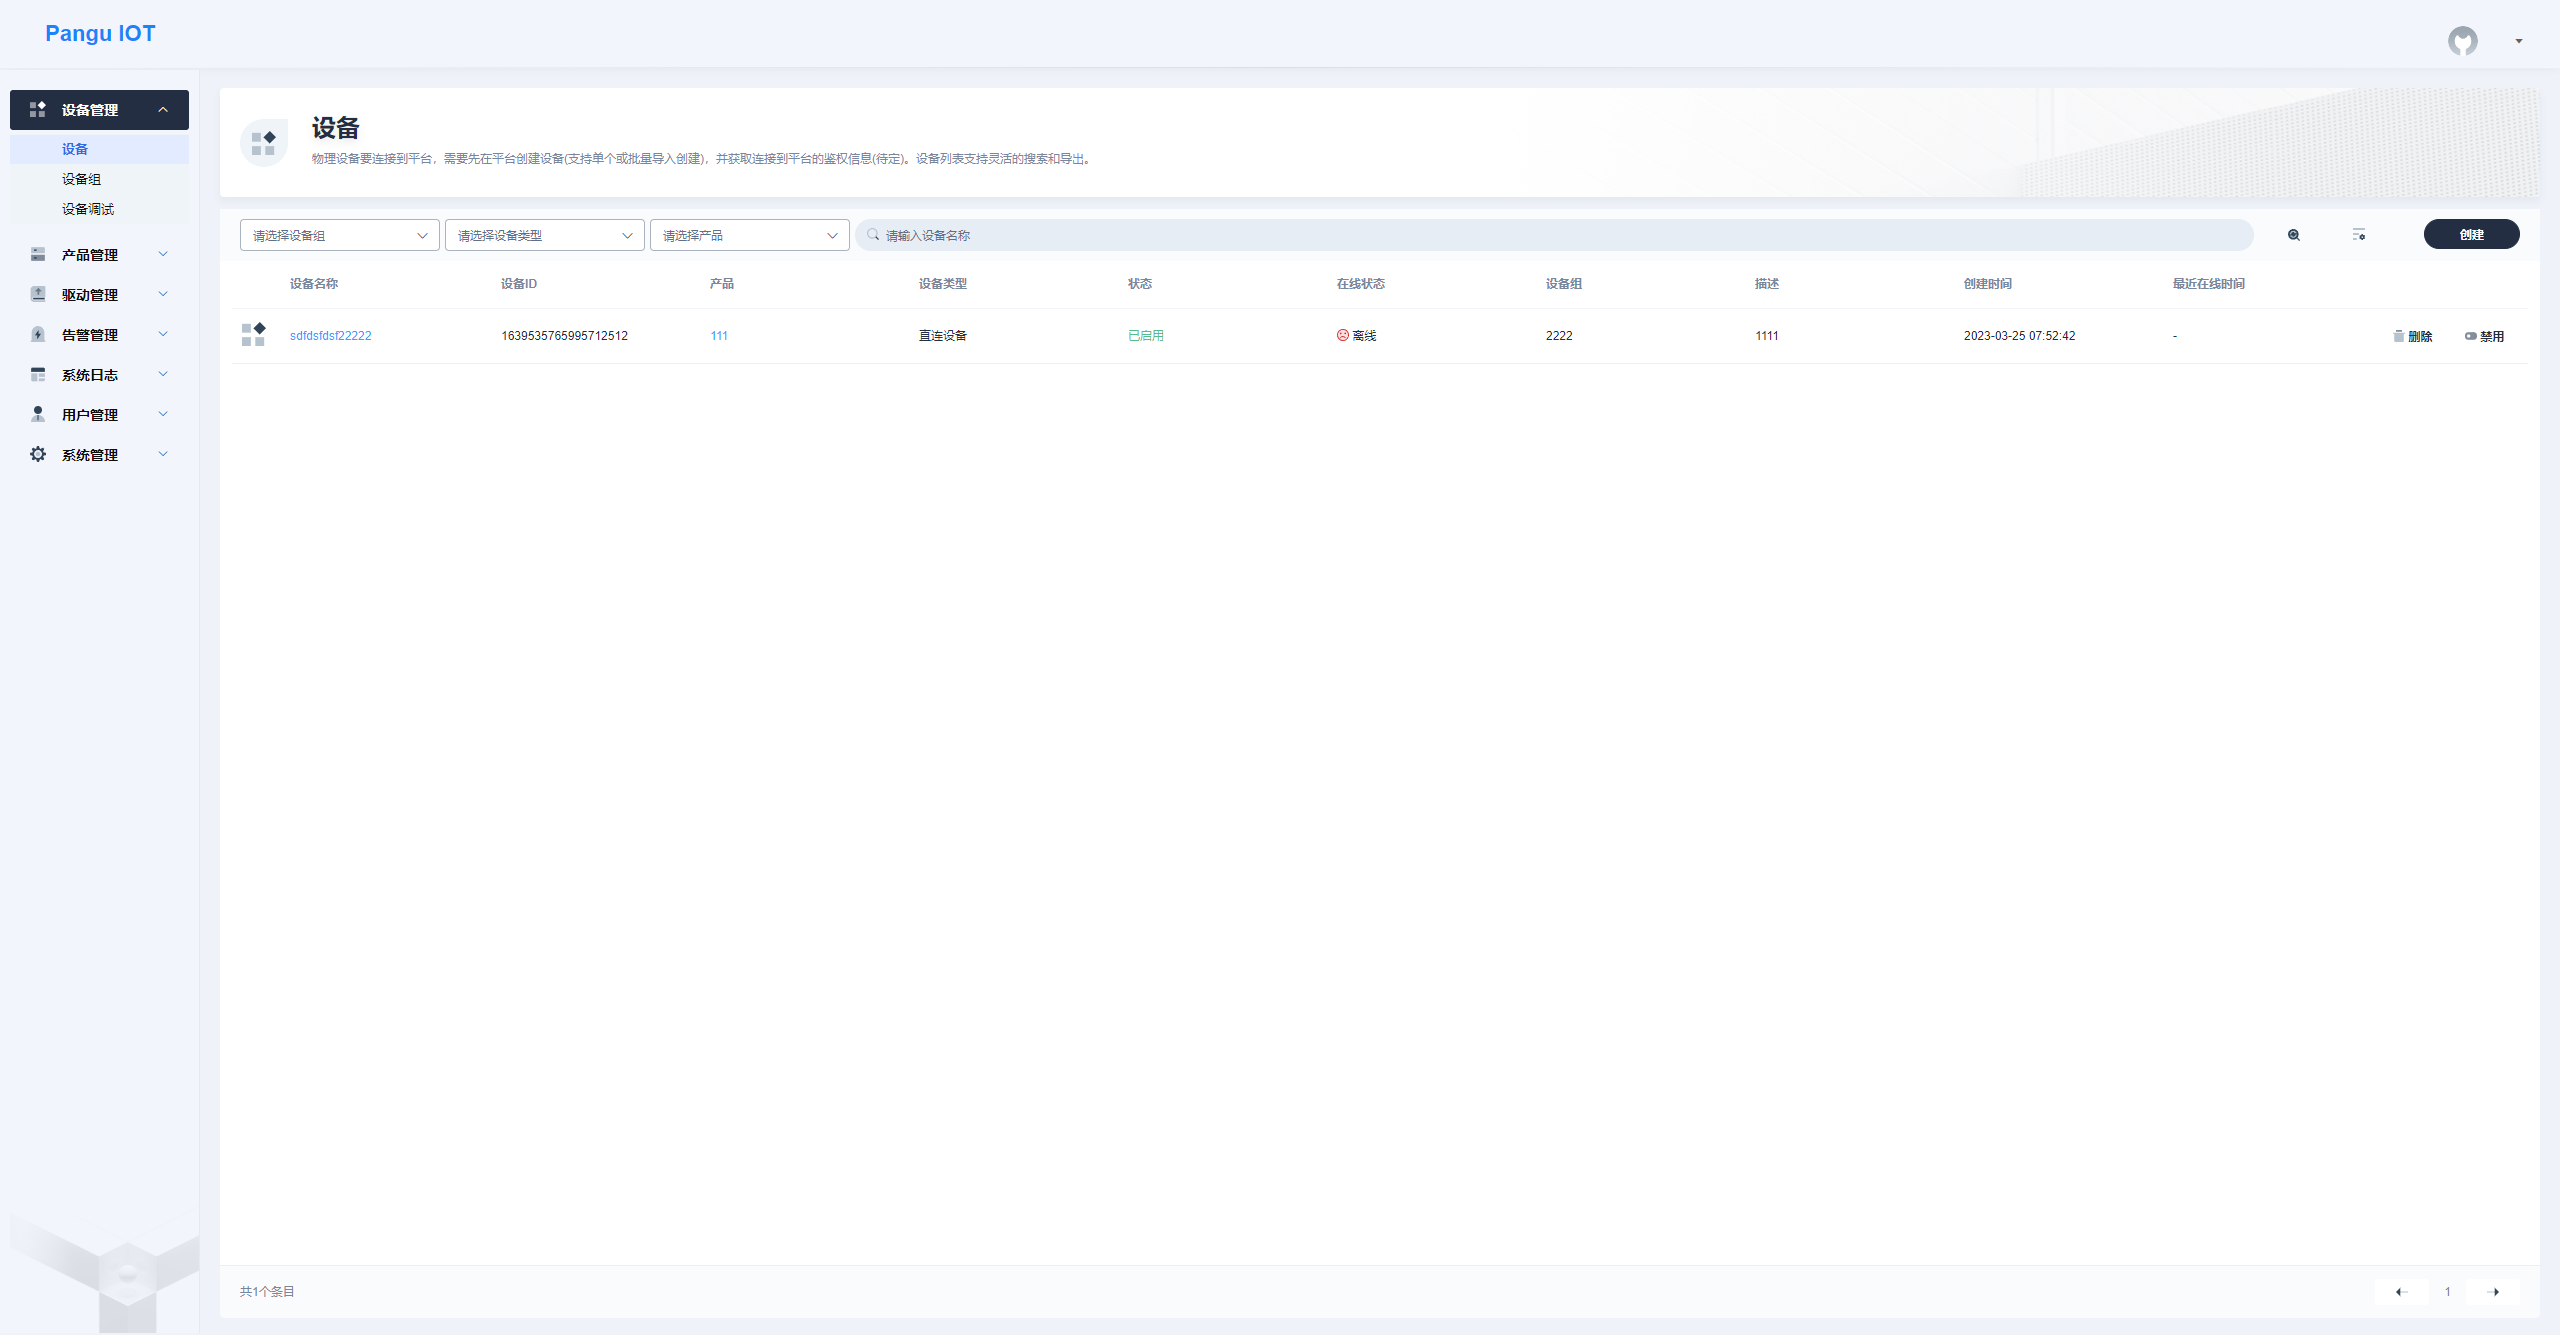 Pangu IOT
设备管理
设备
设备组
设备调试
产品管理
驱动管理
告警管理
系统日志
用户管理
系统管理
设备
物理设备要连接到平台，需要先在平台创建设备(支持单个或批量导入创建)，并获取连接到平台的鉴权信息(待定)。设备列表支持灵活的搜索和导出。
请选择设备组 请选择设备类型 请选择产品 请输入设备名称 创建
设备名称 设备ID 产品 设备类型 状态 在线状态 设备组 描述 创建时间 最近在线时间
sdfdsfdsf22222 1639535765995712512 111 直连设备 已启用 离线 2222 1111 2023-03-25 07:52:42 - 删除 禁用
共1个条目 1